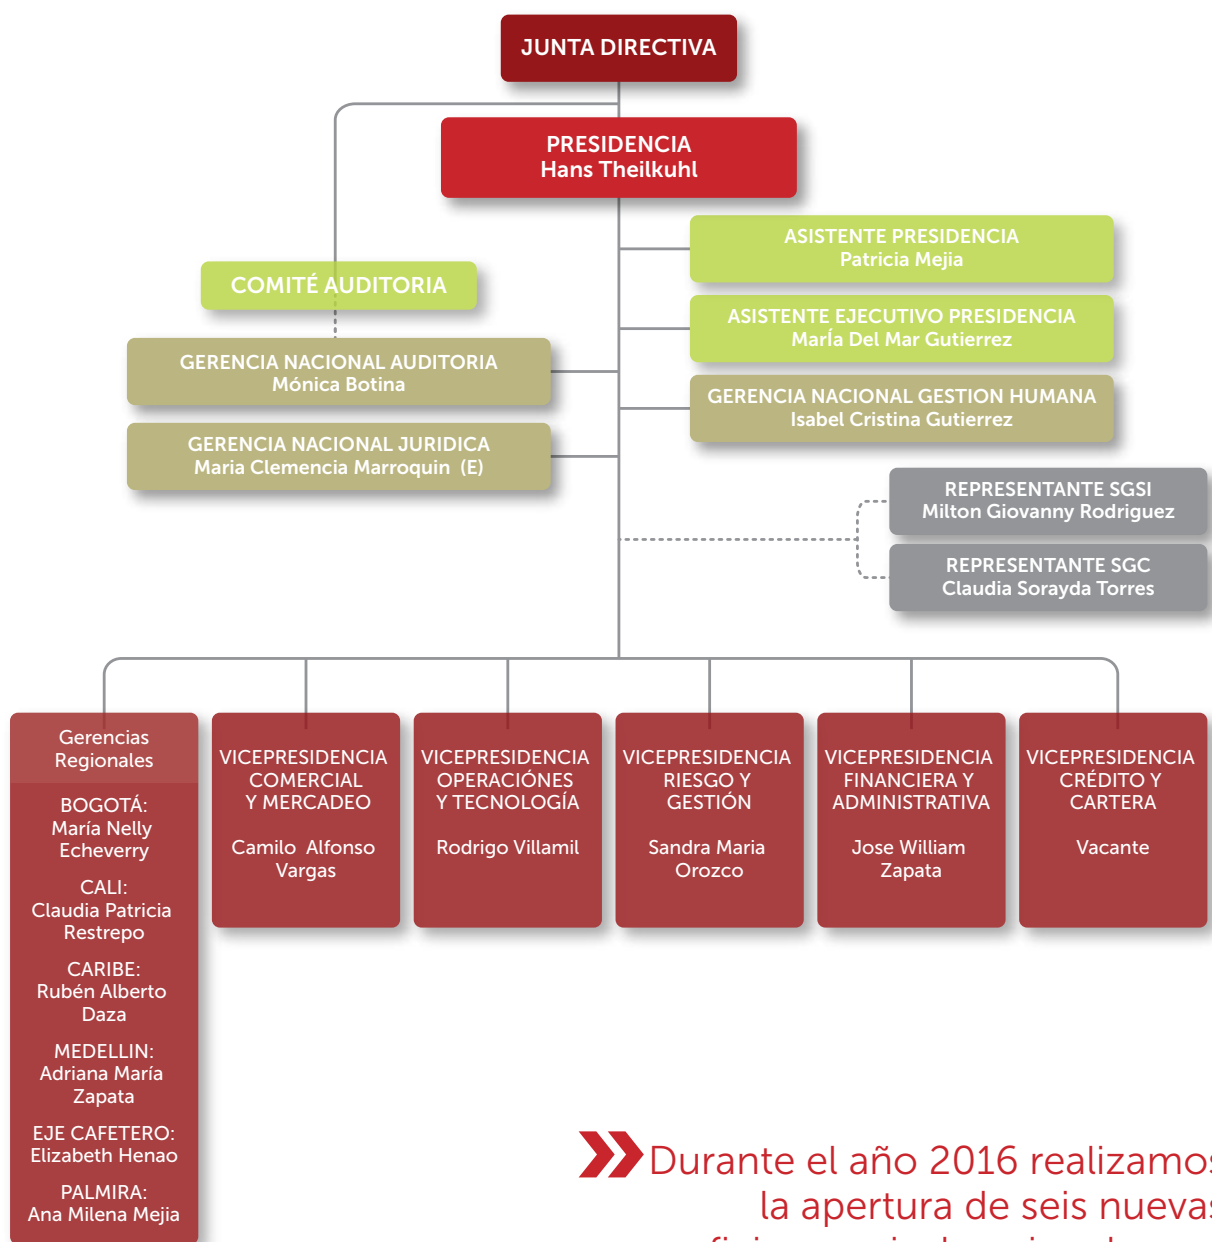 JUNTA DIRECTIVA
PRESIDENCIA
Hans Theilkuhl
ASISTENTE PRESIDENCIA
Patricia Mejia
COMITÉ AUDITORIA
ASISTENTE EJECUTIVO PRESIDENCIA
MarÍa Del Mar Gutierrez
GERENCIA NACIONAL AUDITORIA
Mónica Botina
GERENCIA NACIONAL GESTION HUMANA
Isabel Cristina Gutierrez
GERENCIA NACIONAL JURIDICA
Maria Clemencia Marroquin (E)
REPRESENTANTE SGSI
Milton Giovanny Rodriguez
REPRESENTANTE SGC
Claudia Sorayda Torres
Gerencias
Regionales
BOGOTÁ:
María Nelly
Echeverry
CALI:
Claudia Patricia
Restrepo
CARIBE:
Rubén Alberto
Daza
MEDELLIN:
Adriana María
Zapata
EJE CAFETERO:
Elizabeth Henao
PALMIRA:
Ana Milena Mejia
VICEPRESIDENCIA
COMERCIAL
Y MERCADEO
Camilo Alfonso
Vargas
VICEPRESIDENCIA
OPERACIÓNES
Y TECNOLOGÍA
Rodrigo Villamil
VICEPRESIDENCIA
RIESGO Y
GESTIÓN
Sandra Maria
Orozco
VICEPRESIDENCIA
FINANCIERA Y
ADMINISTRATIVA
Jose William
Zapata
VICEPRESIDENCIA
CRÉDITO Y
CARTERA
Vacante
Durante el año 2016 realizamos
la apertura de seis nuevas